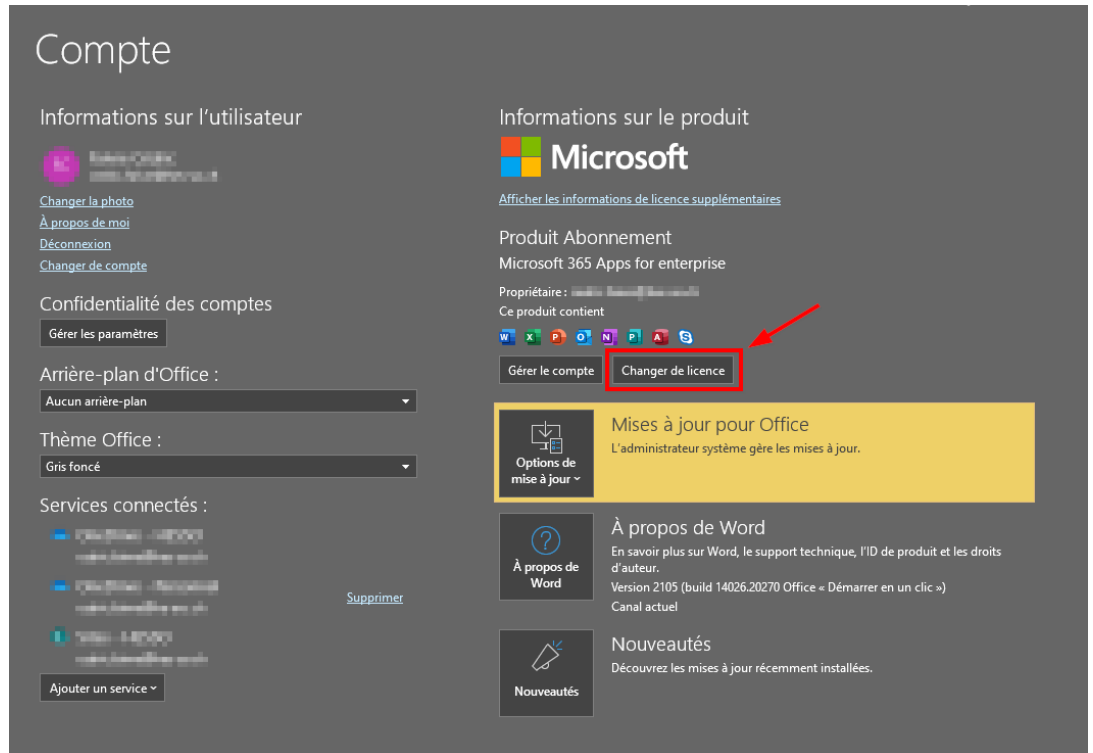 Compte
Informations sur l'utilisateur
Changer la photo
À propos de moi
Déconnexion
Changer de compte
Confidentialité des comptes
Gérer les paramètres
Arrière-plan d'Office :
Aucun arrière-plan
Thème Office :
Gris foncé
Services connectés :
Supprimer
Ajouter un service
Informations sur le produit
Microsoft
Afficher les informations de licence supplémentaires
Produit Abonnement
Microsoft 365 Apps for enterprise
Propriétaire :
Ce produit contient
Gérer le compte
Changer de licence
Options de
mise à jour
Mises à jour pour Office
L'administrateur système gère les mises à jour.
À propos de
Word
À propos de Word
En savoir plus sur Word, le support technique, l'ID de produit et les droits
d'auteur.
Version 2105 (build 14026.20270 Office « Démarrer en un clic »)
Canal actuel
Nouveautés
Nouveautés
Découvrez les mises à jour récemment installées.